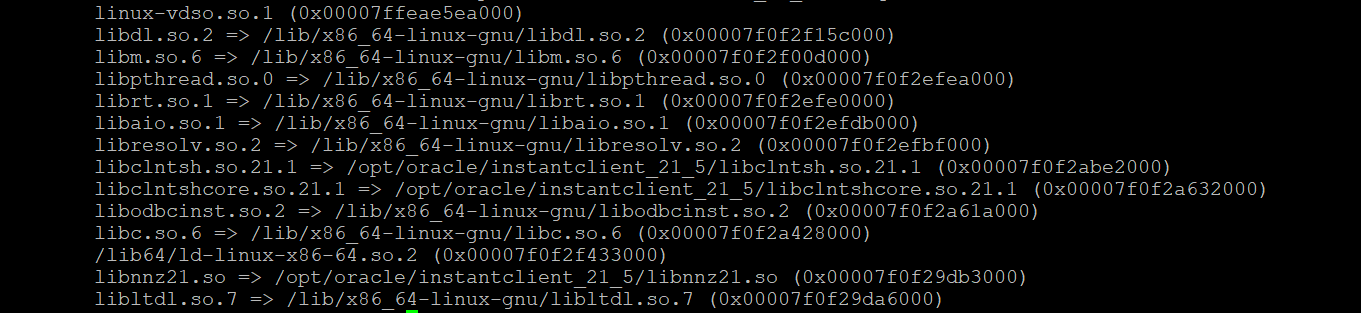 linux-vdso.so.1 (0x00007ffeae5ea000)
libdl.so.2 => /lib/x86_64-linux-gnu/libdl.so.2 (0x00007f0f2f15c000)
libm.so.6 => /lib/x86_64-linux-gnu/libm.so.6 (0x00007f0f2f00d000)
libpthread.so.0 => /lib/x86_64-linux-gnu/libpthread.so.0 (0x00007f0f2efea000)
librt.so.1 => /lib/x86_64-linux-gnu/librt.so.1 (0x00007f0f2efe0000)
libaio.so.1 => /lib/x86_64-linux-gnu/libaio.so.1 (0x00007f0f2efdb000)
libresolv.so.2 => /lib/x86_64-linux-gnu/libresolv.so.2 (0x00007f0f2efbf000)
libclntsh.so.21.1 => /opt/oracle/instantclient_21_5/libclntsh.so.21.1 (0x00007f0f2abe2000)
libclntshcore.so.21.1 => /opt/oracle/instantclient_21_5/libclntshcore.so.21.1 (0x00007f0f2a632000)
libodbcinst.so.2 => /lib/x86_64-linux-gnu/libodbcinst.so.2 (0x00007f0f2a61a000)
libc.so.6 => /lib/x86_64-linux-gnu/libc.so.6 (0x00007f0f2a428000)
/lib64/ld-linux-x86-64.so.2 (0x00007f0f2f433000)
libnnz21.so => /opt/oracle/instantclient_21_5/libnnz21.so (0x00007f0f29db3000)
libltdl.so.7 => /lib/x86_64-linux-gnu/libltdl.so.7 (0x00007f0f29da6000)